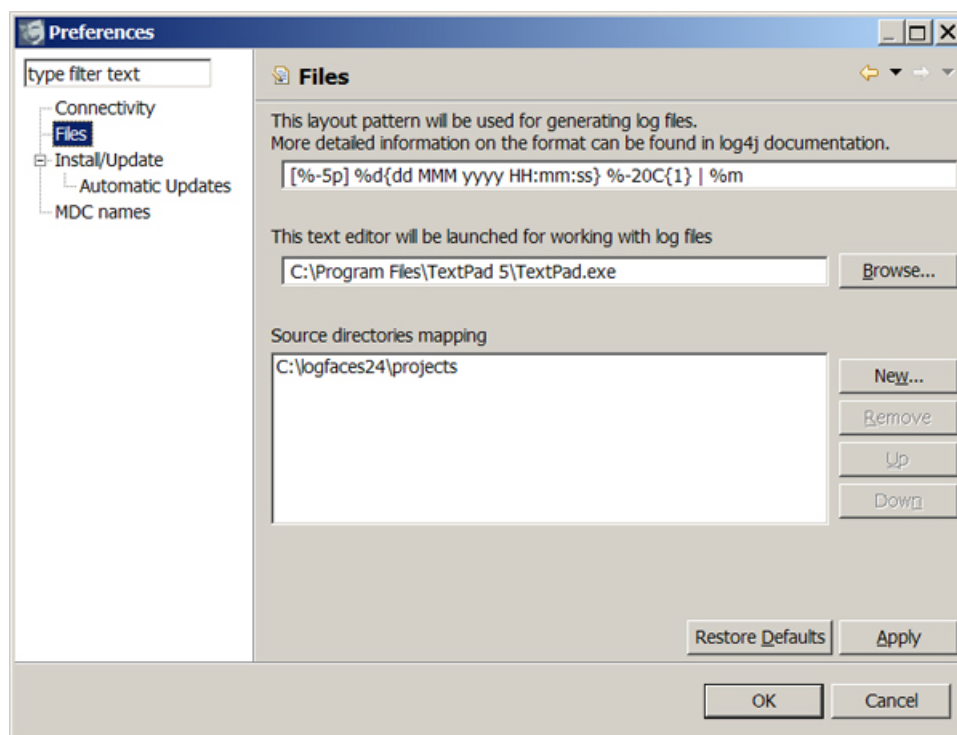 Preferences
type filter text
Connectivity
Files
Install/Update
Automatic Updates
MDC names
Files
This layout pattern will be used for generating log files.
More detailed information on the format can be found in log4j documentation.
[%-5p] %d{dd MMM yyyy HH:mm:ss} %-20C{1} | %m
This text editor will be launched for working with log files
C:\Program Files\TextPad 5\TextPad.exe
Browse...
Source directories mapping
C:\logfaces24\projects
New...
Remove
Up
Down
Restore Defaults
Apply
OK
Cancel